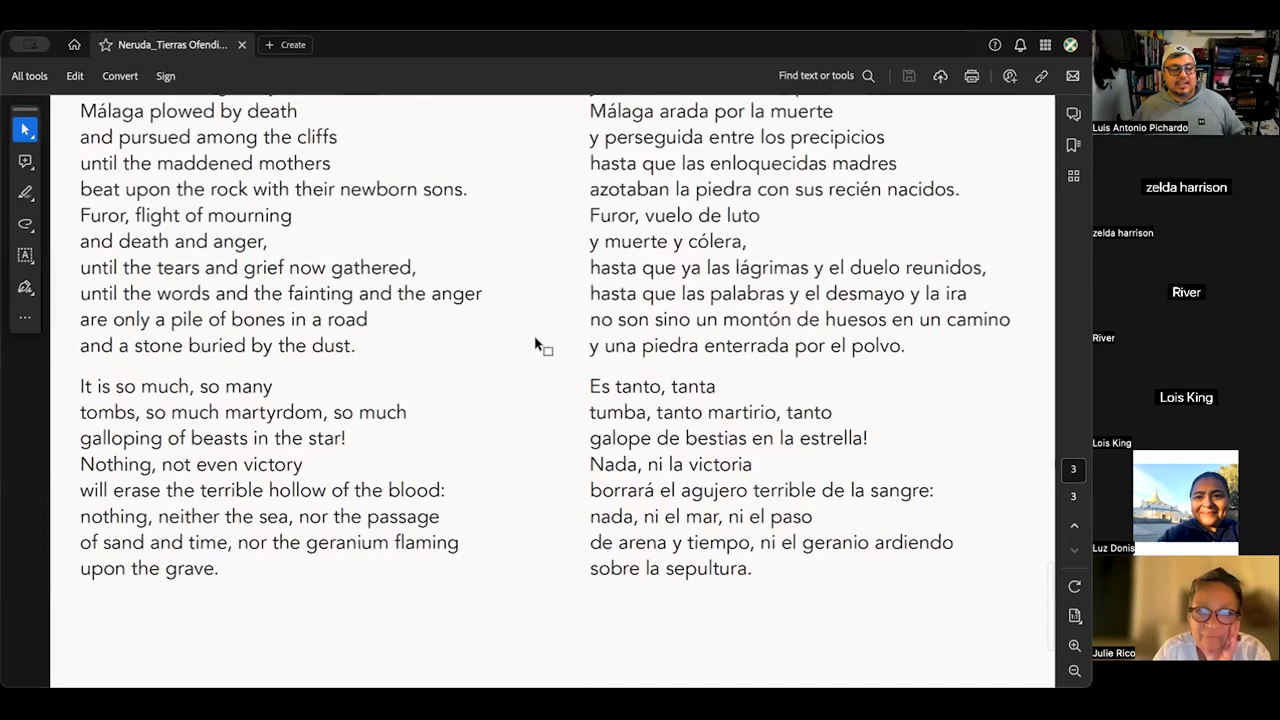 Neruda_Tierras Ofendi...
Create
All tools
Edit
Convert
Sign
Find text or tools
Málaga plowed by death
and pursued among the cliffs
until the maddened mothers
beat upon the rock with their newborn sons.
Furor, flight of mourning
and death and anger,
until the tears and grief now gathered,
until the words and the fainting and the anger
are only a pile of bones in a road
and a stone buried by the dust.
It is so much, so many
tombs, so much martyrdom, so much
galloping of beasts in the star!
Nothing, not even victory
will erase the terrible hollow of the blood:
nothing, neither the sea, nor the passage
of sand and time, nor the geranium flaming
upon the grave.
Málaga arada por la muerte
y perseguida entre los precipicios
hasta que las enloquecidas madres
azotaban la piedra con sus recién nacidos.
Furor, vuelo de luto
y muerte y cólera,
hasta que ya las lágrimas y el duelo reunidos,
hasta que las palabras y el desmayo y la ira
no son sino un montón de huesos en un camino
y una piedra enterrada por el polvo.
Es tanto, tanta
tumba, tanto martirio, tanto
galope de bestias en la estrella!
Nada, ni la victoria
borrará el agujero terrible de la sangre:
nada, ni el mar, ni el paso
de arena y tiempo, ni el geranio ardiendo
sobre la sepultura.
3
3
Luis Antonio Pichardo
zelda harrison
zelda harrison
River
River
Lois King
Lois King
Luz Donis
Julie Rico